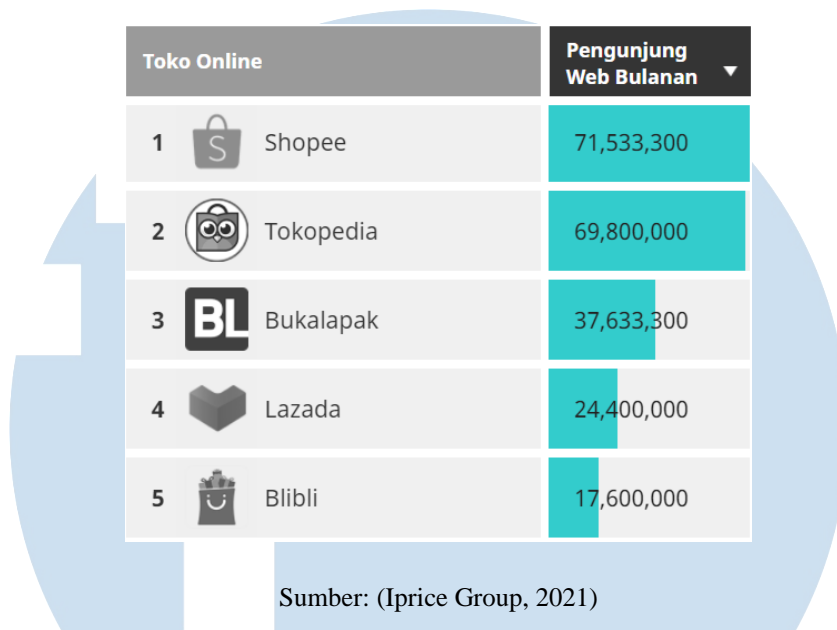 Toko Online
Pengunjung
Web Bulanan
1 S Shopee 71,533,300
2 Tokopedia 69,800,000
3 BL Bukalapak 37,633,300
4 Lazada 24,400,000
5 Blibli 17,600,000
Sumber: (Iprice Group, 2021)